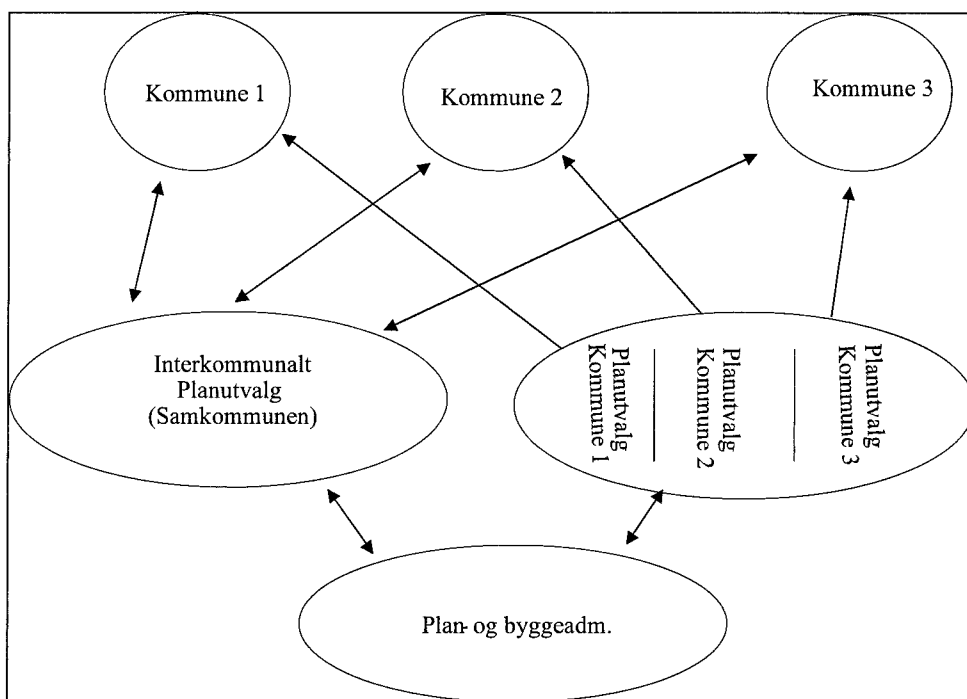 Kommune 1
Kommune 2
Kommune 3
Interkommunalt
Planutvalg
(Samkommunen)
Planutvalg
Kommune 1
Planutvalg
Kommune 2
Planutvalg
Kommune 3
Plan- og byggeadm.